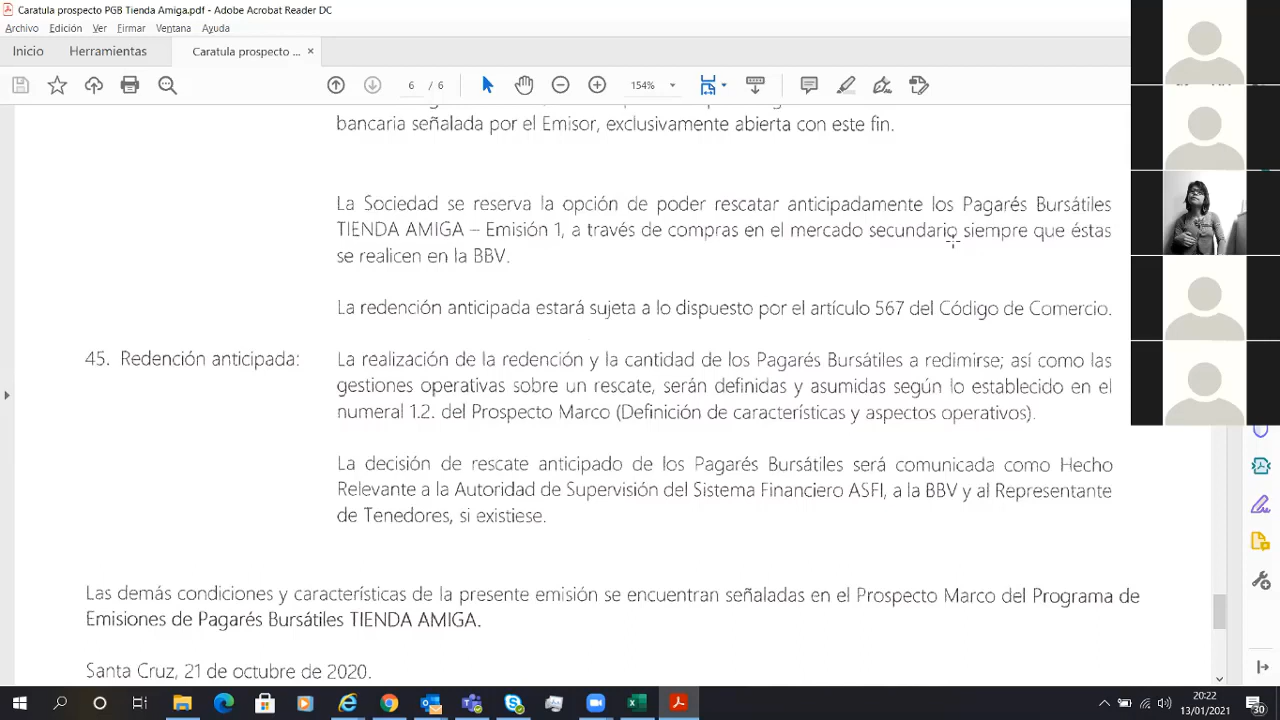 Caratula prospecto PGB Tienda Amiga.pdf - Adobe Acrobat Reader DC
Archivo Edición Ver Firmar Ventana Ayuda
Inicio Herramientas Caratula prospecto ... ×
6 / 6 154%
bancaria señalada por el Emisor, exclusivamente abierta con este fin.
La Sociedad se reserva la opción de poder rescatar anticipadamente los Pagarés Bursátiles
TIENDA AMIGA – Emisión 1, a través de compras en el mercado secundario siempre que éstas
se realicen en la BBV.
La redención anticipada estará sujeta a lo dispuesto por el artículo 567 del Código de Comercio.
45. Redención anticipada: La realización de la redención y la cantidad de los Pagarés Bursátiles a redimirse; así como las
gestiones operativas sobre un rescate, serán definidas y asumidas según lo establecido en el
numeral 1.2. del Prospecto Marco (Definición de características y aspectos operativos).
La decisión de rescate anticipado de los Pagarés Bursátiles será comunicada como Hecho
Relevante a la Autoridad de Supervisión del Sistema Financiero ASFI, a la BBV y al Representante
de Tenedores, si existiese.
Las demás condiciones y características de la presente emisión se encuentran señaladas en el Prospecto Marco del Programa de
Emisiones de Pagarés Bursátiles TIENDA AMIGA.
Santa Cruz, 21 de octubre de 2020.
20:22
13/01/2021
30